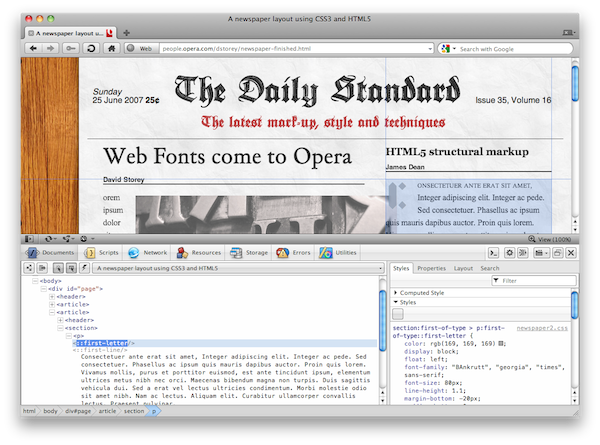 A newspaper layout using CSS3 and HTML5
A newspaper layout using C...
Web
people.opera.com/dstorey/newspaper-finished.html
Search with Google
Sunday
25 June 2007 25¢
The Daily Standard
Issue 35, Volume 16
The latest mark-up, style and techniques
Web Fonts come to Opera
David Storey
orem
ipsum
dolor
HTML5 structural markup
James Dean
ONSECTETUER ANTE ERAT SIT AMET,
Integer adipiscing elit. Integer ac pede.
Sed consectetuer. Phasellus ac ipsum
quis mauris dapibus auctor. Proin quis lorem.
View (100%)
Documents
Scripts
Network
Resources
Storage
Errors
Utilities
A newspaper layout using CSS3 and HTML5
<body>
<div id="page">
<header>
<article>
<article>
<header>
<section>
<p>
<::first-letter/>
<::first-line/>
Consectetuer ante erat sit amet, Integer adipiscing elit. Integer ac pede. Sed
consectetuer. Phasellus ac ipsum quis mauris dapibus auctor. Proin quis lorem.
Vivamus mollis, purus et porttitor euismod, est ante tincidunt ipsum, elementum
ultrices metus nibh nec orci. Maecenas bibendum magna non turpis. Duis sagittis
vehicula dui. Sed a erat vel lectus ultricies condimentum. Morbi molestie odio
sit amet nibh. Nam ac lectus. Aliquam elit. Curabitur ullamcorper convallis
html
body
div#page
article
section
p
Styles
Properties
Layout
Search
Filter
Computed Style
Styles
section:first-of-type > p:first-
of-type::first-letter {
newspaper2.css
color: rgb(169, 169, 169)
display: block;
float: left;
font-family: "BAnkrutt", "georgia", "times",
sans-serif;
font-size: 80px;
line-height: 1.1;
margin-bottom: -20px;